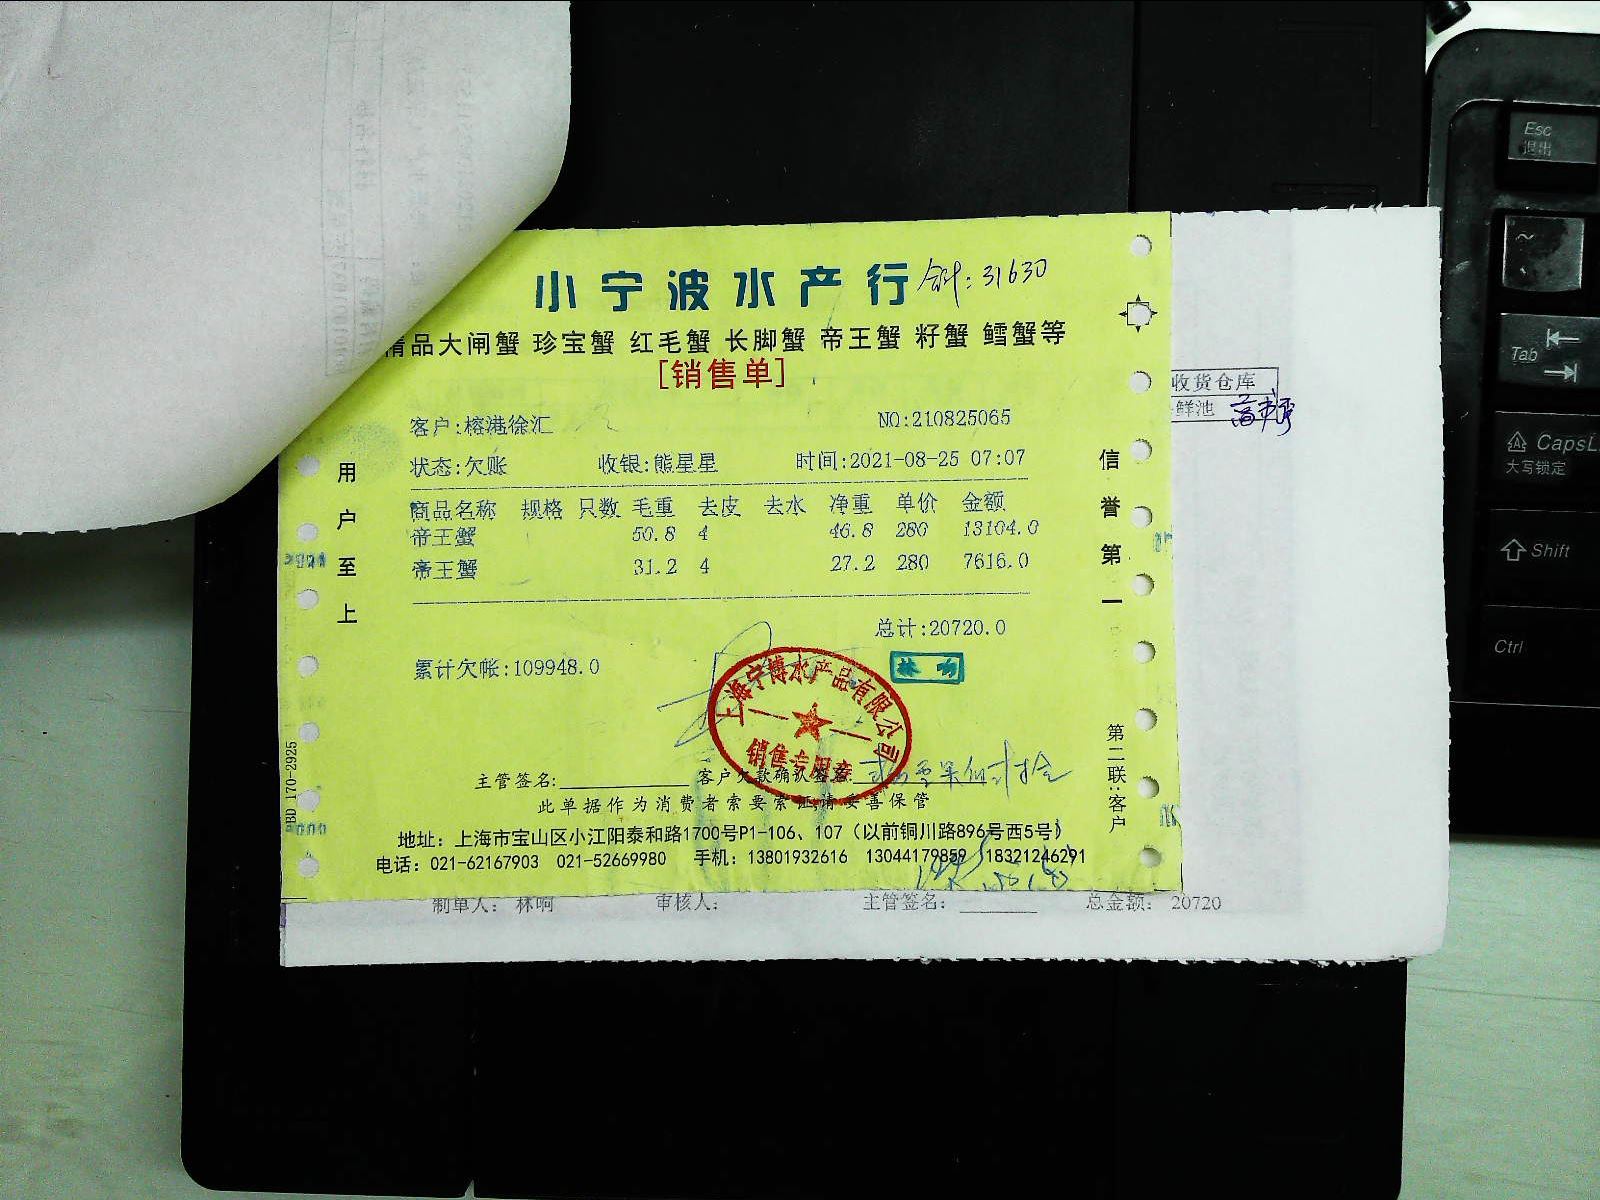 小宁波水产行 合计: 31630
精品大闸蟹 珍宝蟹 红毛蟹 长脚蟹 帝王蟹 籽蟹 鳕蟹等
[销售单]
客户:榕港徐汇 NO:210825065
状态:欠账 收银:熊星星 时间:2021-08-25 07:07
商品名称 规格 只数 毛重 去皮 去水 净重 单价 金额
帝王蟹 50.8 4 46.8 280 13104.0
帝王蟹 31.2 4 27.2 280 7616.0
总计:20720.0
累计欠帐:109948.0
林响
上海宁博水产品有限公司
销售专用章
主管签名: 客户欠款确认签名
此单据作为消费者索要索证,请妥善保管
地址：上海市宝山区小江阳泰和路1700号P1-106、107（以前铜川路896号西5号）
电话：021-62167903 021-52669980 手机：13801932616 13044179859 18321246291
用户至上
信誉第一
第二联:客户
BD 170-2925
收货仓库
鲜池
制单人： 林响 审核人: 主管签名: 总金额： 20720
Esc
退出
~
Tab
CapsL
大写锁定
Shift
Ctrl